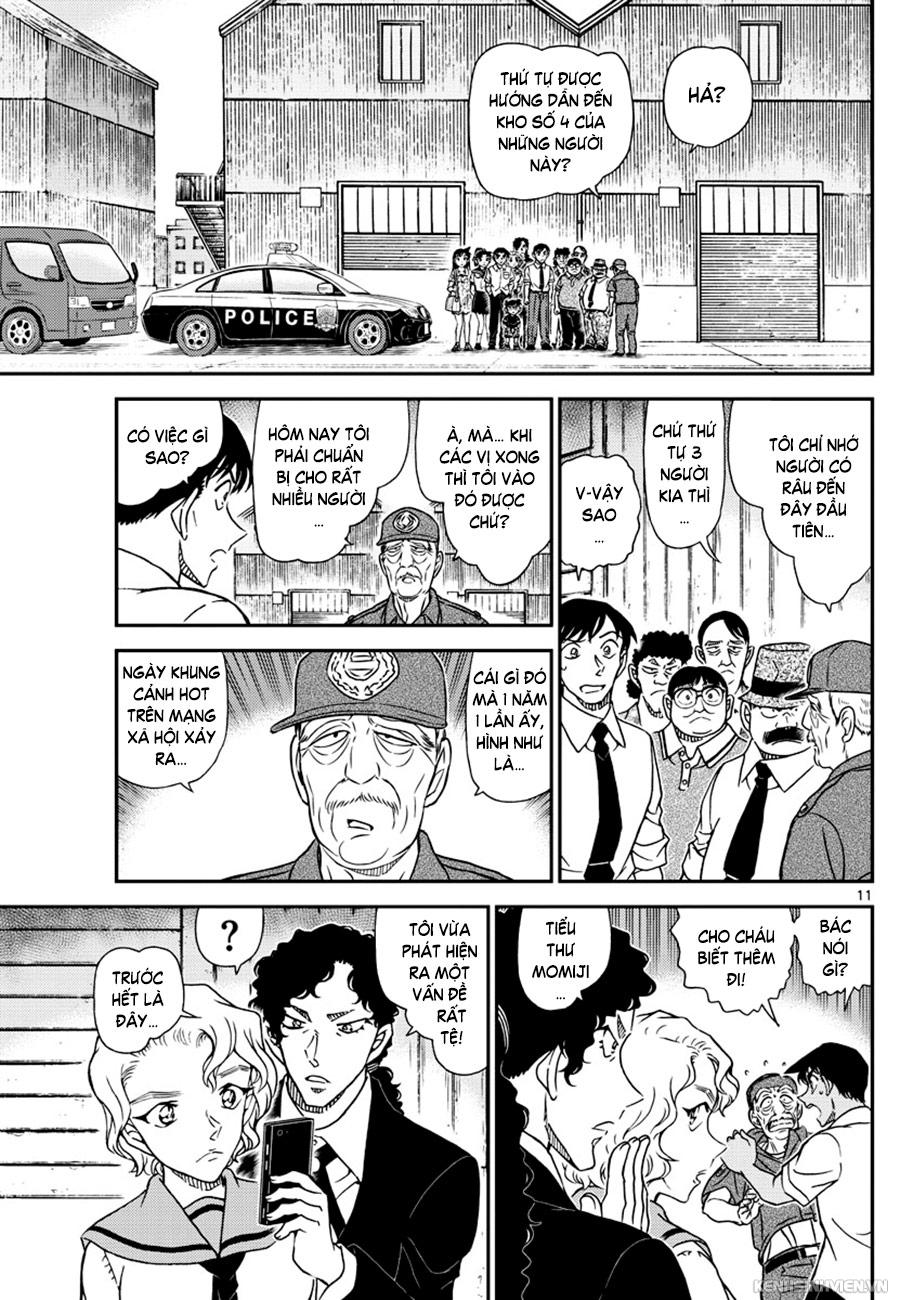 HẢ?
THỨ TỰ ĐƯỢC
HƯỚNG DẪN ĐẾN
KHO SỐ 4 CỦA
NHỮNG NGƯỜI
NÀY?
POLICE
TÔI CHỈ NHỚ
NGƯỜI CÓ
RÂU ĐẾN
ĐÂY ĐẦU
TIÊN...
CHỨ THỨ
TỰ 3
NGƯỜI
KIA THÌ
...
V-VẬY
SAO
...
À, MÀ... KHI
CÁC VỊ XONG
THÌ TÔI VÀO
ĐÓ ĐƯỢC
CHỨ?
HÔM NAY TÔI
PHẢI CHUẨN
BỊ CHO RẤT
NHIỀU NGƯỜI
...
CÓ VIỆC GÌ
SAO?
CÁI GÌ ĐÓ
MÀ 1 NĂM
1 LẦN ẤY,
HÌNH NHƯ
LÀ...
NGÀY KHUNG
CẢNH HOT
TRÊN MẠNG
XÃ HỘI XẢY
RA...
11
BÁC
NÓI
GÌ?
CHO CHÁU
BIẾT THÊM
ĐI!
TIỂU
THƯ
MOMIJI
...
TÔI VỪA
PHÁT HIỆN
RA MỘT
VẤN ĐỀ
RẤT
TỆ!
?
TRƯỚC
HẾT LÀ
ĐÂY...
KENHSINHVIEN.VN